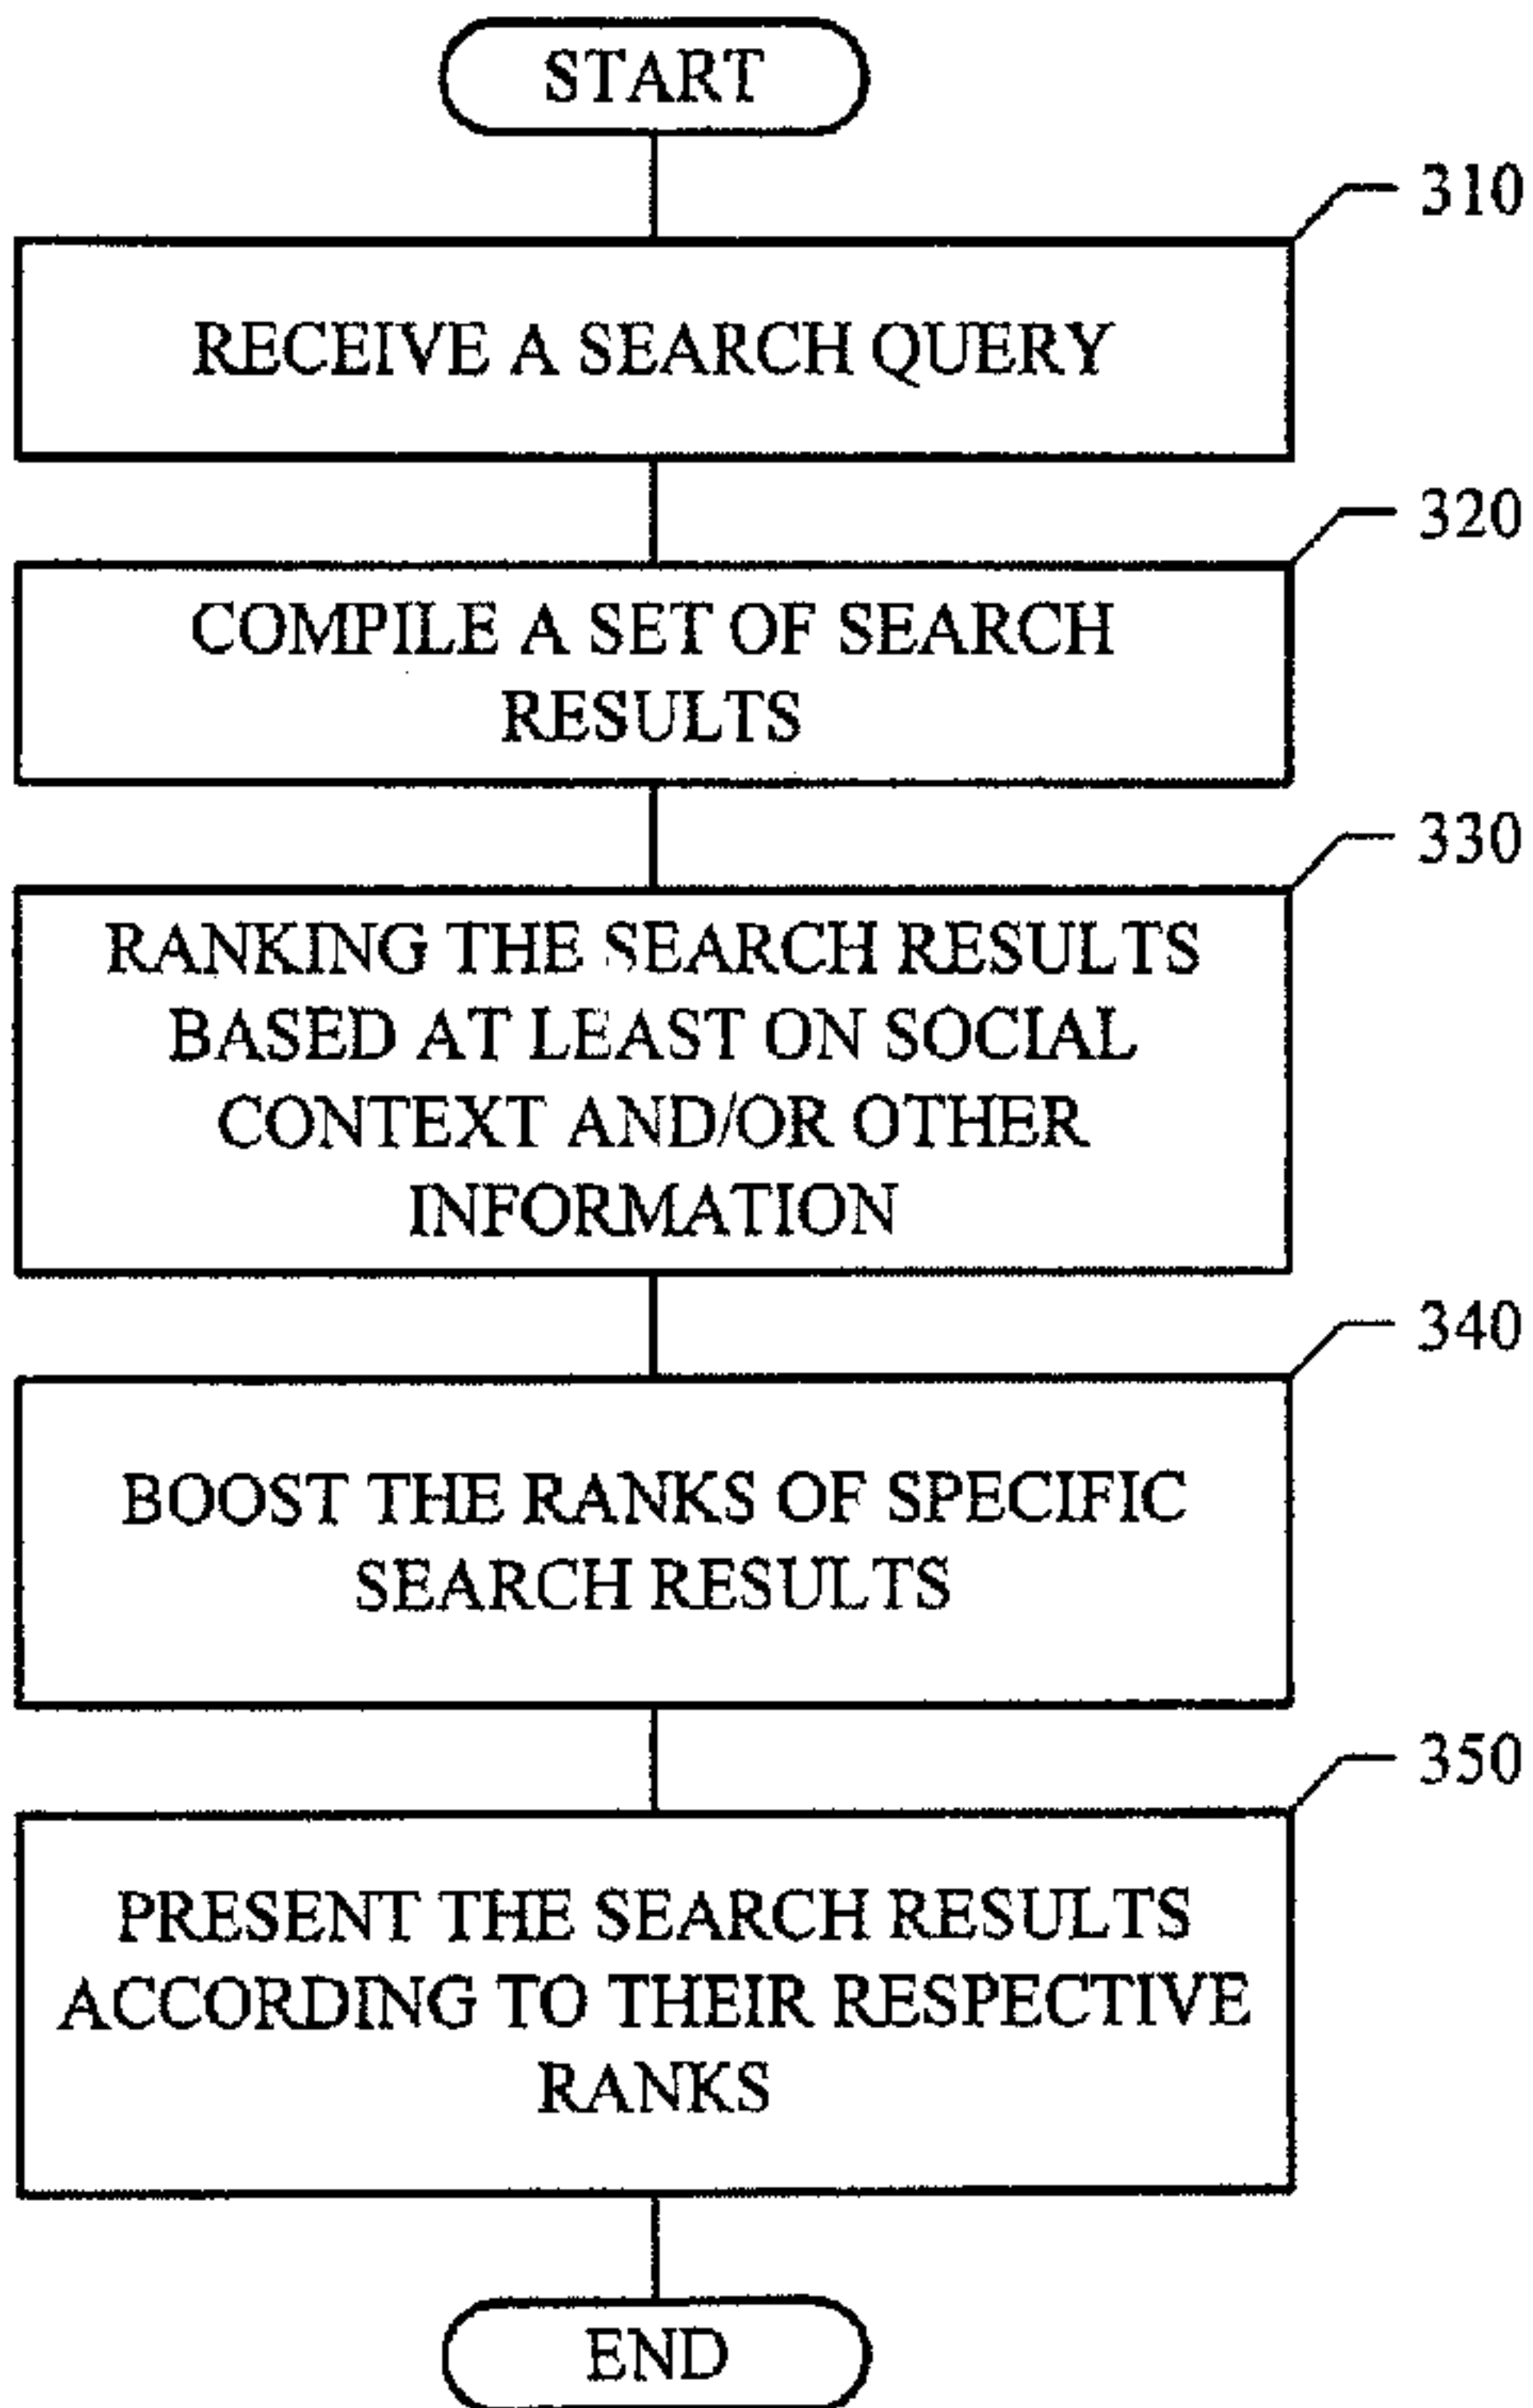 START
310
RECEIVE A SEARCH QUERY
320
COMPILE A SET OF SEARCH
RESULTS
330
RANKING THE SEARCH RESULTS
BASED AT LEAST ON SOCIAL
CONTEXT AND/OR OTHER
INFORMATION
340
BOOST THE RANKS OF SPECIFIC
SEARCH RESULTS
350
PRESENT THE SEARCH RESULTS
ACCORDING TO THEIR RESPECTIVE
RANKS
END